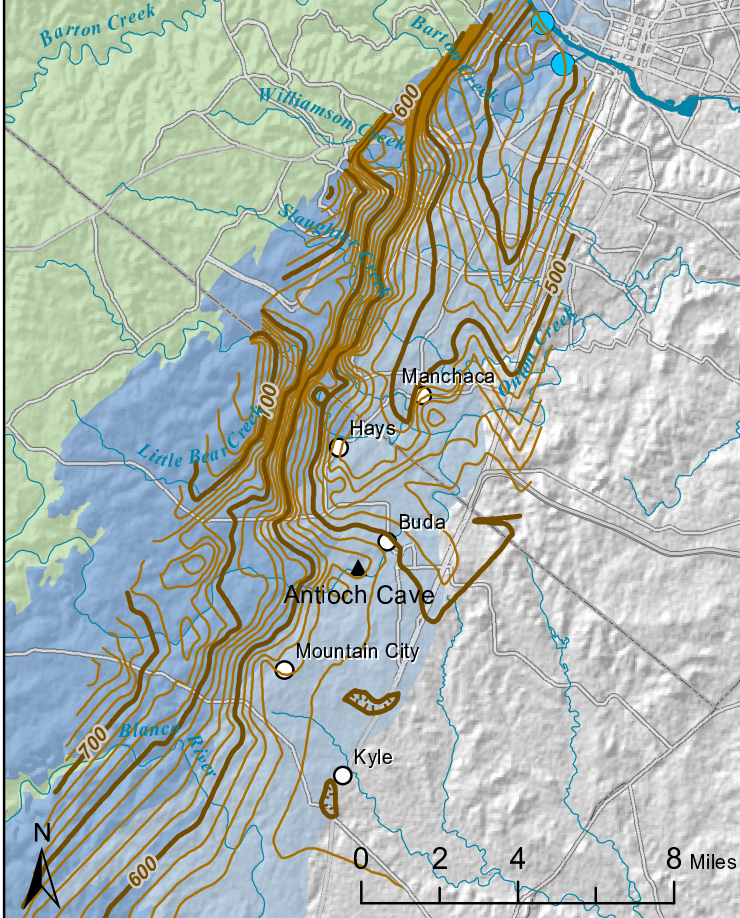 Barton Creek
Barton Creek
Williamson Creek
600
Slaughter Creek
500
Onion Creek
Manchaca
700
Hays
Little Bear Creek
Buda
Antioch Cave
Mountain City
700
Blanco River
Kyle
N
600
0 2 4 8 Miles